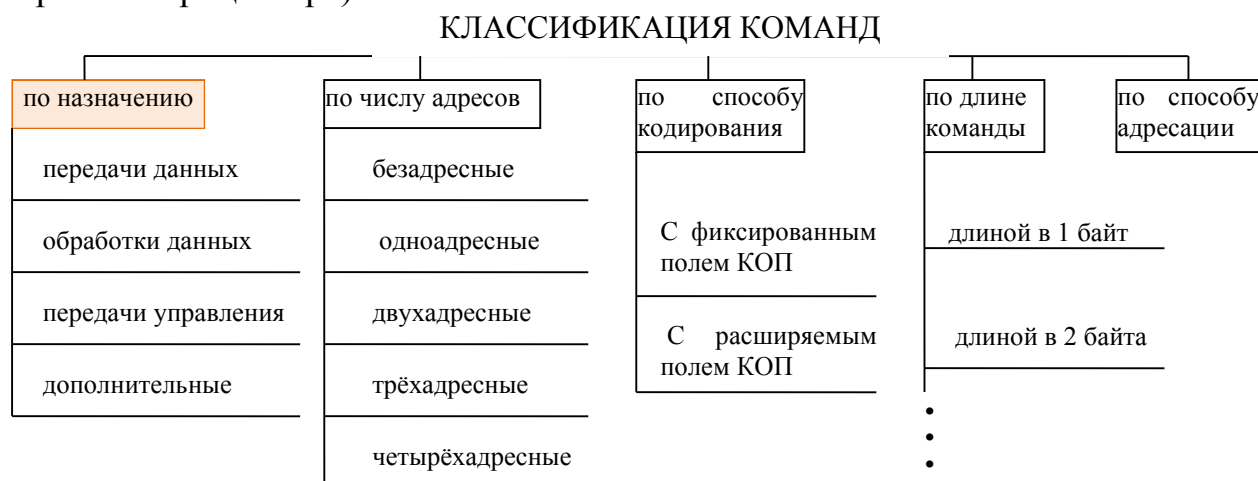 КЛАССИФИКАЦИЯ КОМАНД
по назначению
передачи данных
обработки данных
передачи управления
дополнительные
по числу адресов
безадресные
одноадресные
двухадресные
трёхадресные
четырёхадресные
по способу
кодирования
С фиксированным
полем КОП
С расширяемым
полем КОП
по длине
команды
длиной в 1 байт
длиной в 2 байта
по способу
адресации